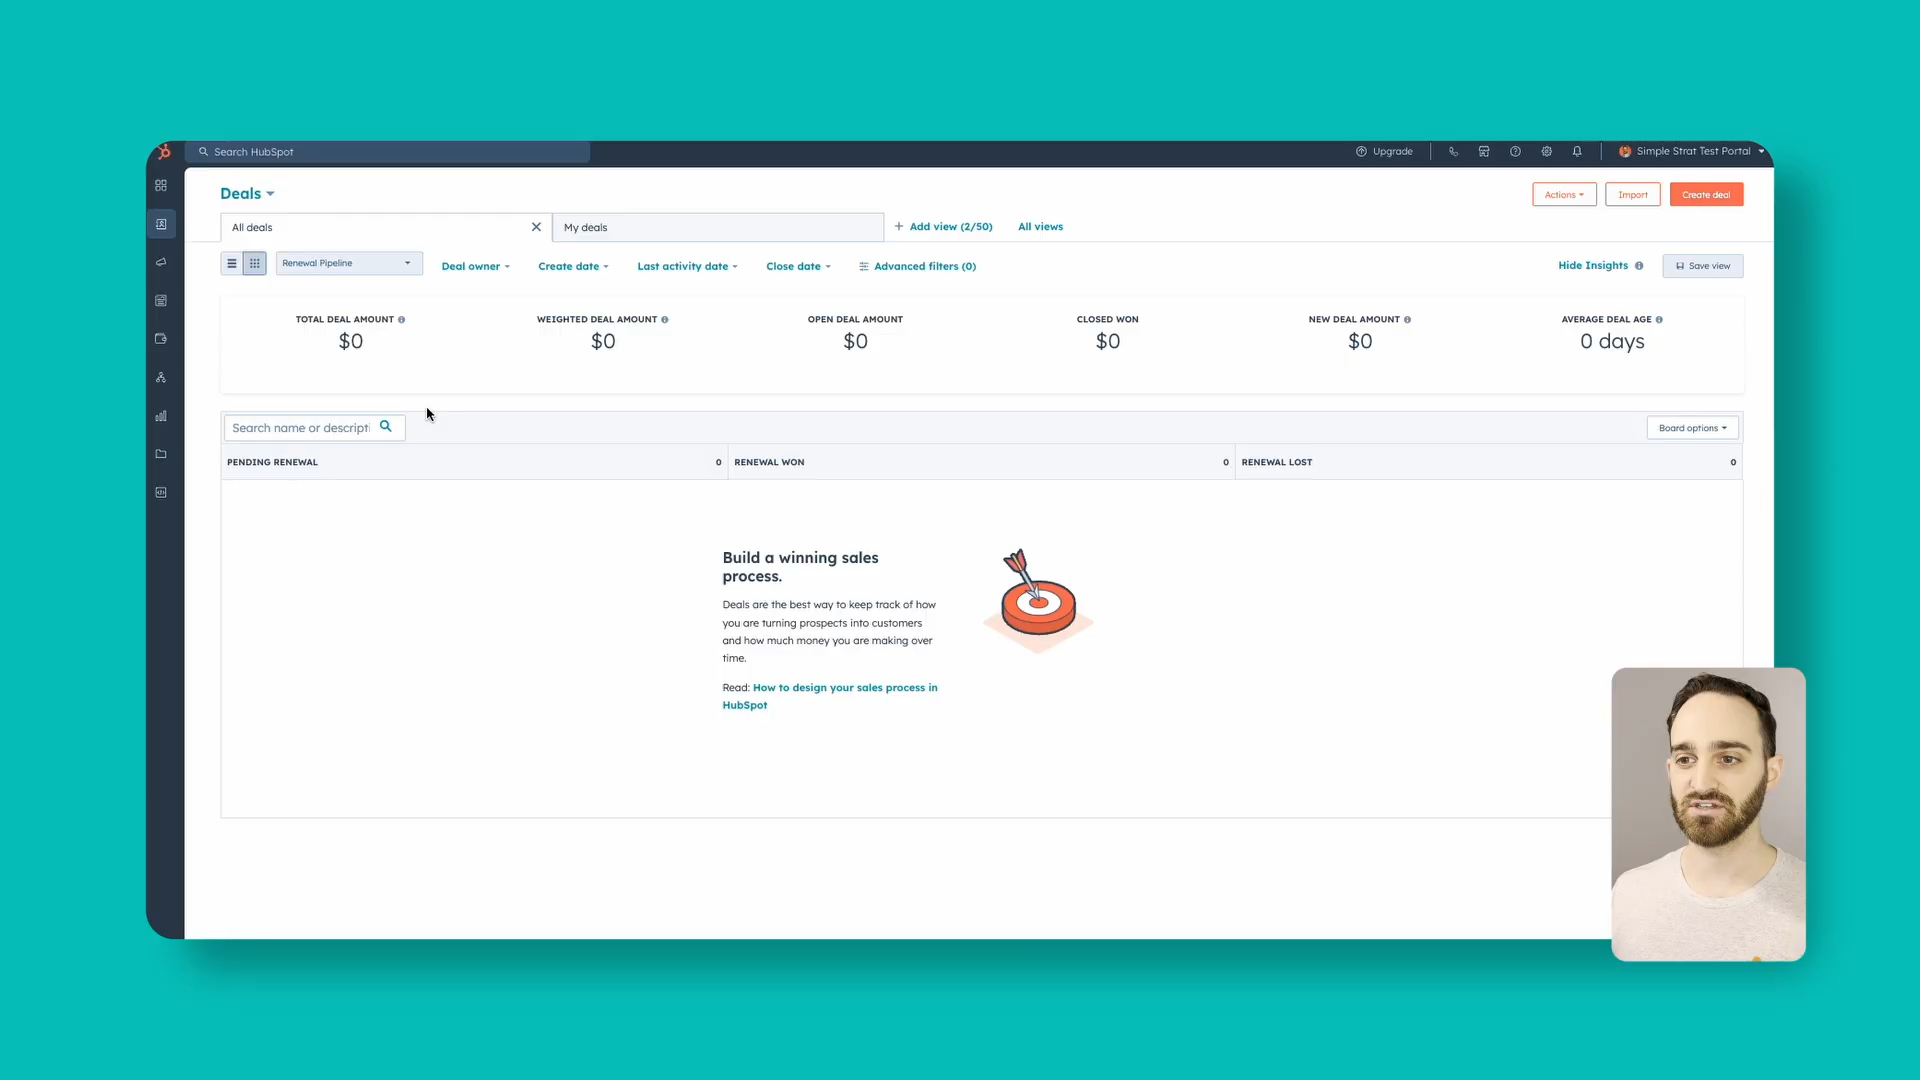 Search HubSpot
Upgrade
Simple Strat Test Portal
Deals
Actions
Import
Create deal
All deals
My deals
+ Add view (2/50)
All views
Renewal Pipeline
Deal owner
Create date
Last activity date
Close date
Advanced filters (0)
Hide Insights
Save view
TOTAL DEAL AMOUNT
$0
WEIGHTED DEAL AMOUNT
$0
OPEN DEAL AMOUNT
$0
CLOSED WON
$0
NEW DEAL AMOUNT
$0
AVERAGE DEAL AGE
0 days
Search name or descripti
Board options
PENDING RENEWAL 0
RENEWAL WON 0
RENEWAL LOST 0
Build a winning sales
process.
Deals are the best way to keep track of how
you are turning prospects into customers
and how much money you are making over
time.
Read: How to design your sales process in
HubSpot